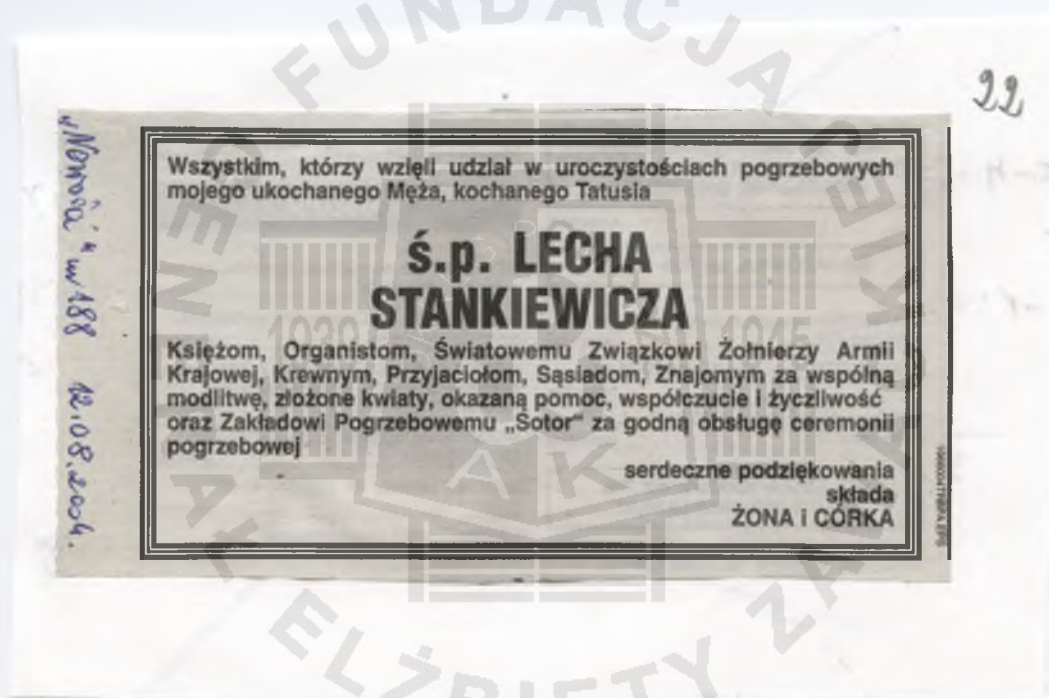 22
"Nowości" nr 188 12.08.2004.
Wszystkim, którzy wzięli udział w uroczystościach pogrzebowych
mojego ukochanego Męża, kochanego Tatusia
ś.p. LECHA
STANKIEWICZA
Księżom, Organistom, Światowemu Związkowi Żołnierzy Armii
Krajowej, Krewnym, Przyjaciołom, Sąsiadom, Znajomym za wspólną
modlitwę, złożone kwiaty, okazaną pomoc, współczucie i życzliwość
oraz Zakładowi Pogrzebowemu „Sotor" za godną obsługę ceremonii
pogrzebowej
serdeczne podziękowania
składa
ŻONA i CÓRKA
FUNDACJA
ELŻBIETY ZAWACKIEJ
1939 1945
AK